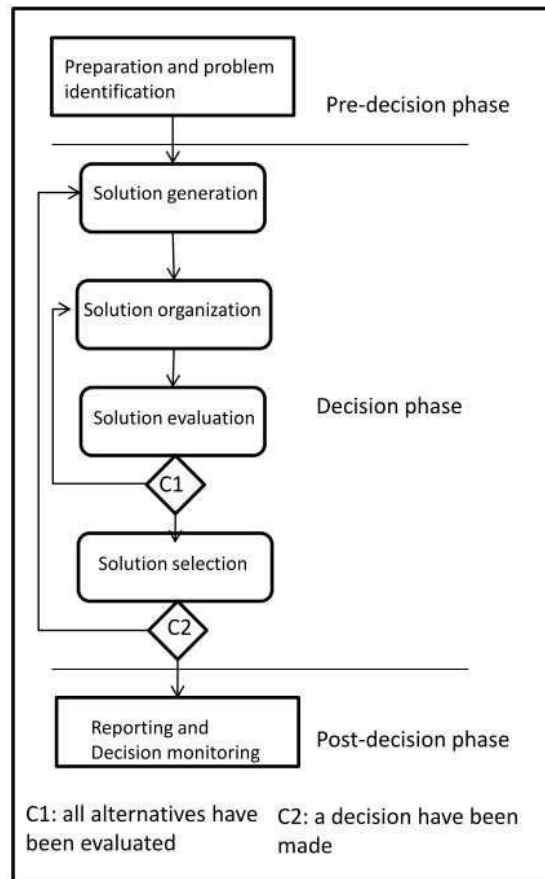 Preparation and problem
identification
Pre-decision phase
Solution generation
Solution organization
Solution evaluation
Decision phase
C1
Solution selection
C2
Reporting and
Decision monitoring
Post-decision phase
C1: all alternatives have
been evaluated
C2: a decision have been
made